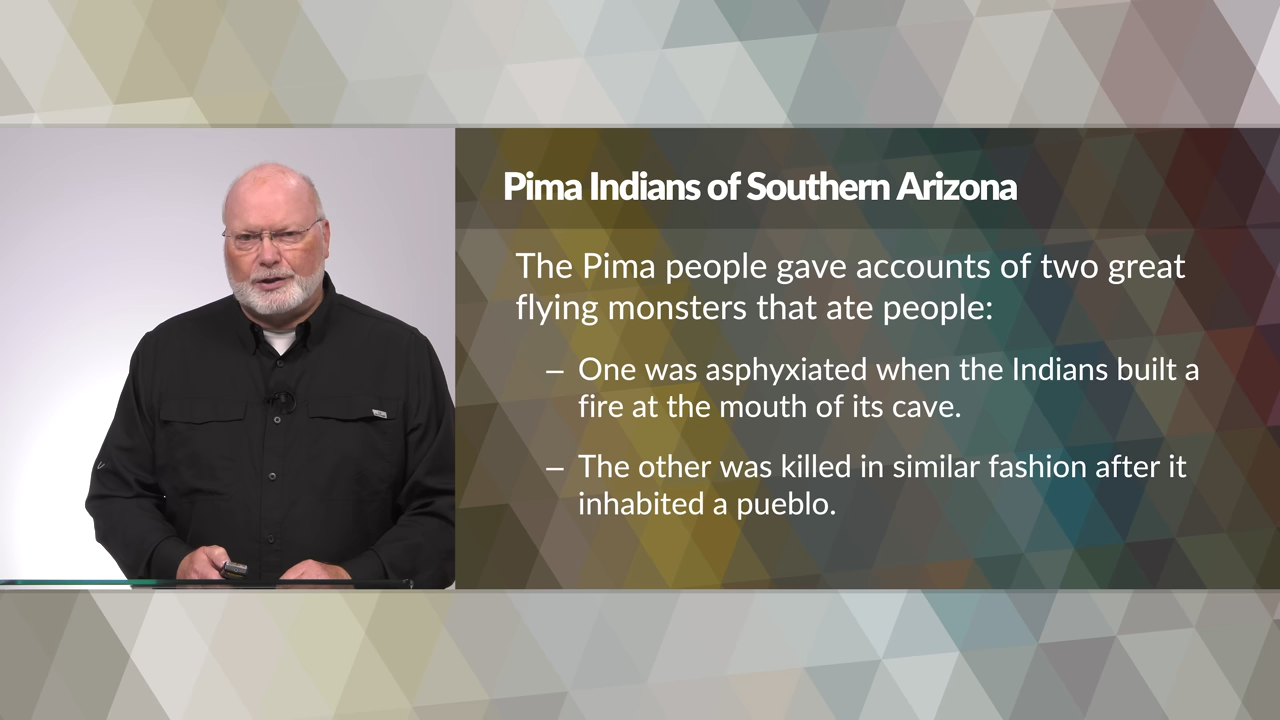 Pima Indians of Southern Arizona
The Pima people gave accounts of two great
flying monsters that ate people:
– One was asphyxiated when the Indians built a
fire at the mouth of its cave.
– The other was killed in similar fashion after it
inhabited a pueblo.